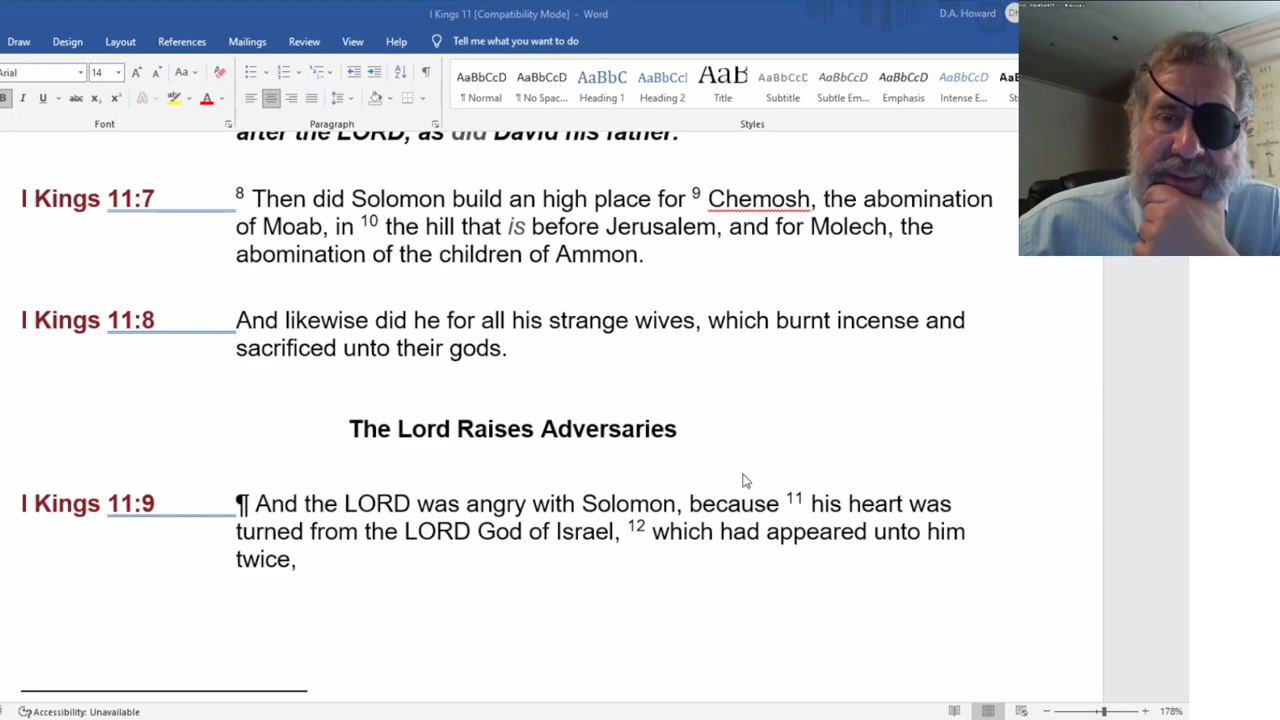 I Kings 11 [Compatibility Mode] - Word
D.A. Howard
DH
Draw Design Layout References Mailings Review View Help Tell me what you want to do
Arial 14 A A Aa
B I U abc x₂ x² A A
Font
Paragraph
AaBbCcD AaBbCcD AaBbC AaBbCcI AaB AaBbCcD AaBbCcD AaBbCcD AaBbCcD
¶ Normal ¶ No Spac... Heading 1 Heading 2 Title Subtitle Subtle Em... Emphasis Intense E...
Styles
after the LORD, as did David his father.
I Kings 11:7 8 Then did Solomon build an high place for 9 Chemosh, the abomination
of Moab, in 10 the hill that is before Jerusalem, and for Molech, the
abomination of the children of Ammon.
I Kings 11:8 And likewise did he for all his strange wives, which burnt incense and
sacrificed unto their gods.
The Lord Raises Adversaries
I Kings 11:9 ¶ And the LORD was angry with Solomon, because 11 his heart was
turned from the LORD God of Israel, 12 which had appeared unto him
twice,
Accessibility: Unavailable
178%